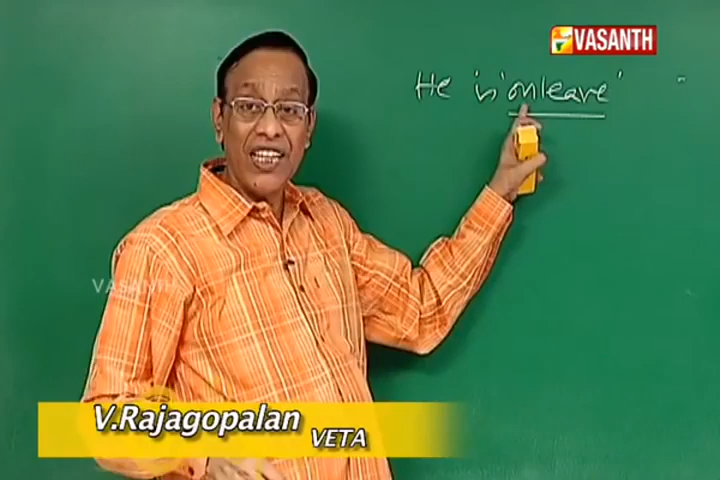 VASANTH
He is 'on leave'
VASANTH
V.Rajagopalan
VETA